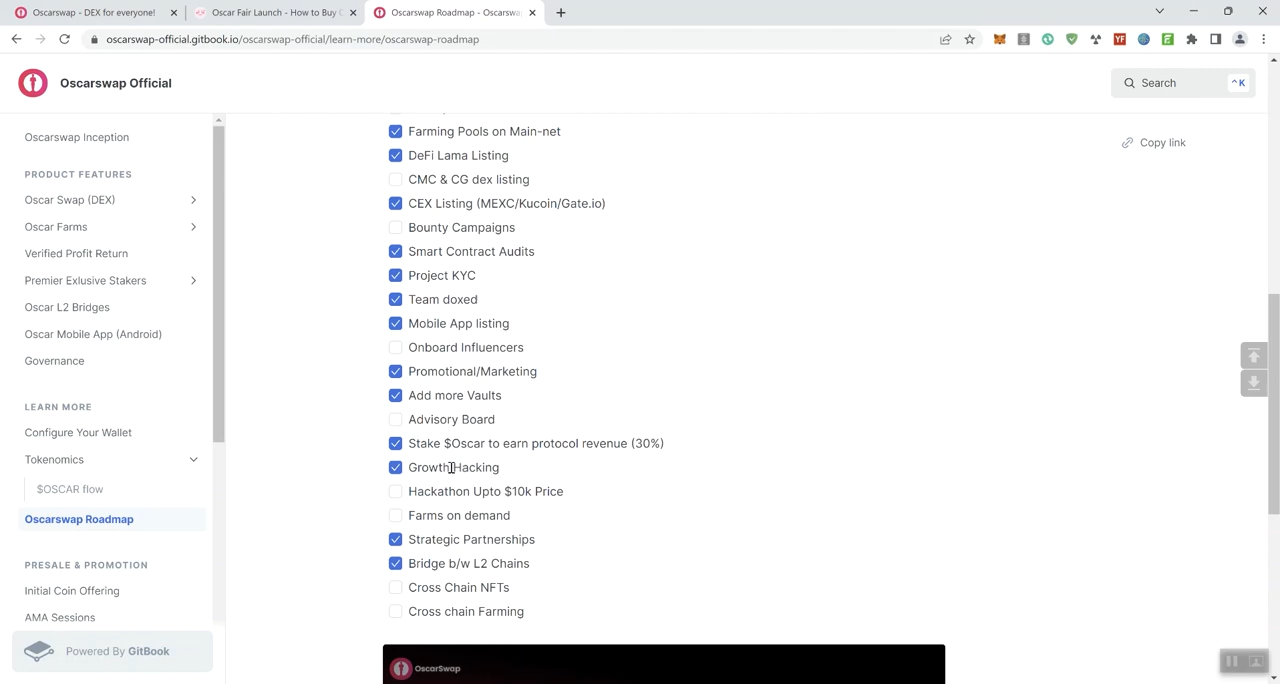 Oscarswap - DEX for everyone!
Oscar Fair Launch - How to Buy
Oscarswap Roadmap - Oscarswa
oscarswap-official.gitbook.io/oscarswap-official/learn-more/oscarswap-roadmap
YF
Oscarswap Official
Search
^K
Oscarswap Inception
PRODUCT FEATURES
Oscar Swap (DEX)
Oscar Farms
Verified Profit Return
Premier Exlusive Stakers
Oscar L2 Bridges
Oscar Mobile App (Android)
Governance
LEARN MORE
Configure Your Wallet
Tokenomics
$OSCAR flow
Oscarswap Roadmap
PRESALE & PROMOTION
Initial Coin Offering
AMA Sessions
Powered By GitBook
Farming Pools on Main-net
DeFi Lama Listing
CMC & CG dex listing
CEX Listing (MEXC/Kucoin/Gate.io)
Bounty Campaigns
Smart Contract Audits
Project KYC
Team doxed
Mobile App listing
Onboard Influencers
Promotional/Marketing
Add more Vaults
Advisory Board
Stake $Oscar to earn protocol revenue (30%)
Growth Hacking
Hackathon Upto $10k Price
Farms on demand
Strategic Partnerships
Bridge b/w L2 Chains
Cross Chain NFTs
Cross chain Farming
OscarSwap
Copy link